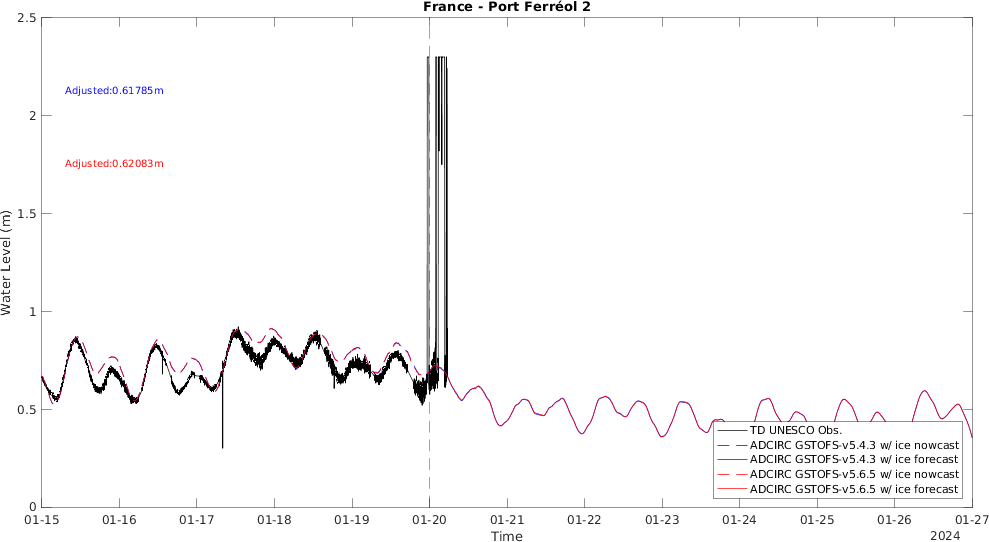 France - Port Ferréol 2
2.5
Adjusted:0.61785m
2
Adjusted:0.62083m
1.5
Water Level (m)
1
0.5
0
TD UNESCO Obs.
ADCIRC GSTOFS-v5.4.3 w/ ice nowcast
ADCIRC GSTOFS-v5.4.3 w/ ice forecast
ADCIRC GSTOFS-v5.6.5 w/ ice nowcast
ADCIRC GSTOFS-v5.6.5 w/ ice forecast
01-15 01-16 01-17 01-18 01-19 01-20 01-21 01-22 01-23 01-24 01-25 01-26 01-27
Time
2024